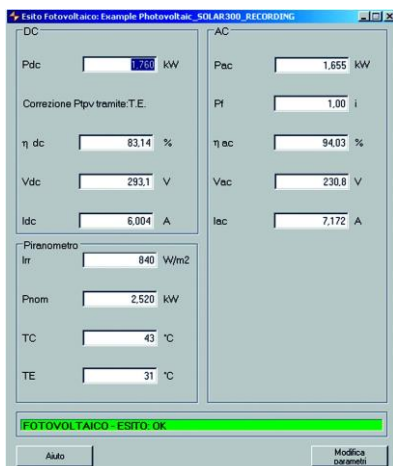 Esito Fotovoltaico: Example Photovoltaic_SOLAR300_RECORDING
DC
Pdc 1,760 kW
Correzione Ptpv tramite:T.E.
η dc 83,14 %
Vdc 293,1 V
Idc 6,004 A
Piranometro
Irr 840 W/m2
Pnom 2,520 kW
TC 43 °C
TE 31 °C
AC
Pac 1,655 kW
Pf 1,00 i
η ac 94,03 %
Vac 230,8 V
Iac 7,172 A
FOTOVOLTAICO - ESITO: OK
Aiuto
Modifica
parametri